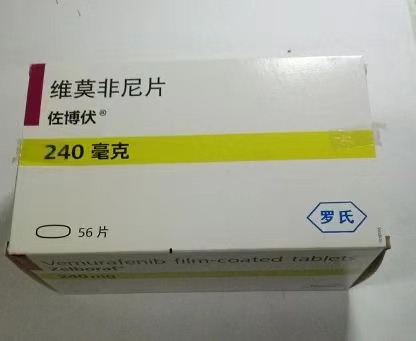 维莫非尼片
佐博伏®
240 毫克
罗氏
56 片
Vemurafenib film-coated tablets
Zelboraf®
240 mg